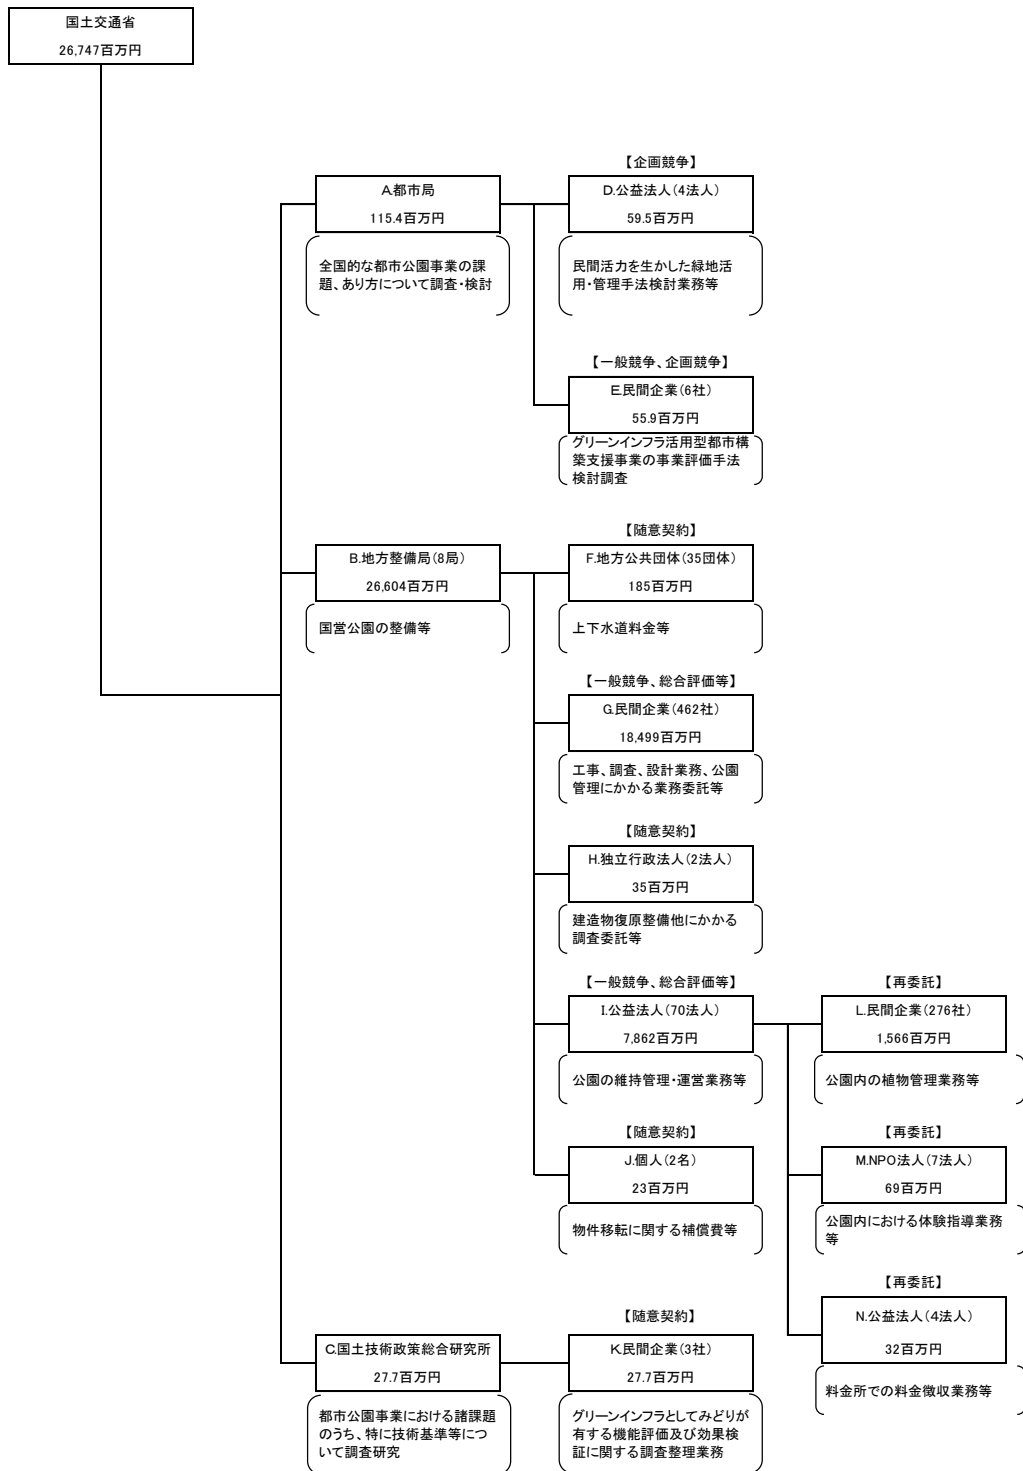 国土交通省
26,747百万円
A.都市局
115.4百万円
全国的な都市公園事業の課
題、あり方について調査・検討
【企画競争】
D.公益法人(4法人)
59.5百万円
民間活力を生かした緑地活
用・管理手法検討業務等
【一般競争、企画競争】
E.民間企業(6社)
55.9百万円
グリーンインフラ活用型都市構
築支援事業の事業評価手法
検討調査
B.地方整備局(8局)
26,604百万円
国営公園の整備等
【随意契約】
F.地方公共団体(35団体)
185百万円
上下水道料金等
【一般競争、総合評価等】
G.民間企業(462社)
18,499百万円
工事、調査、設計業務、公園
管理にかかる業務委託等
【随意契約】
H.独立行政法人(2法人)
35百万円
建造物復原整備他にかかる
調査委託等
【一般競争、総合評価等】
I.公益法人(70法人)
7,862百万円
公園の維持管理・運営業務等
【再委託】
L.民間企業(276社)
1,566百万円
公園内の植物管理業務等
【随意契約】
J.個人(2名)
23百万円
物件移転に関する補償費等
【再委託】
M.NPO法人(7法人)
69百万円
公園内における体験指導業務
等
【再委託】
N.公益法人(4法人)
32百万円
料金所での料金徴収業務等
C.国土技術政策総合研究所
27.7百万円
都市公園事業における諸課題
のうち、特に技術基準等につ
いて調査研究
【随意契約】
K.民間企業(3社)
27.7百万円
グリーンインフラとしてみどりが
有する機能評価及び効果検
証に関する調査整理業務